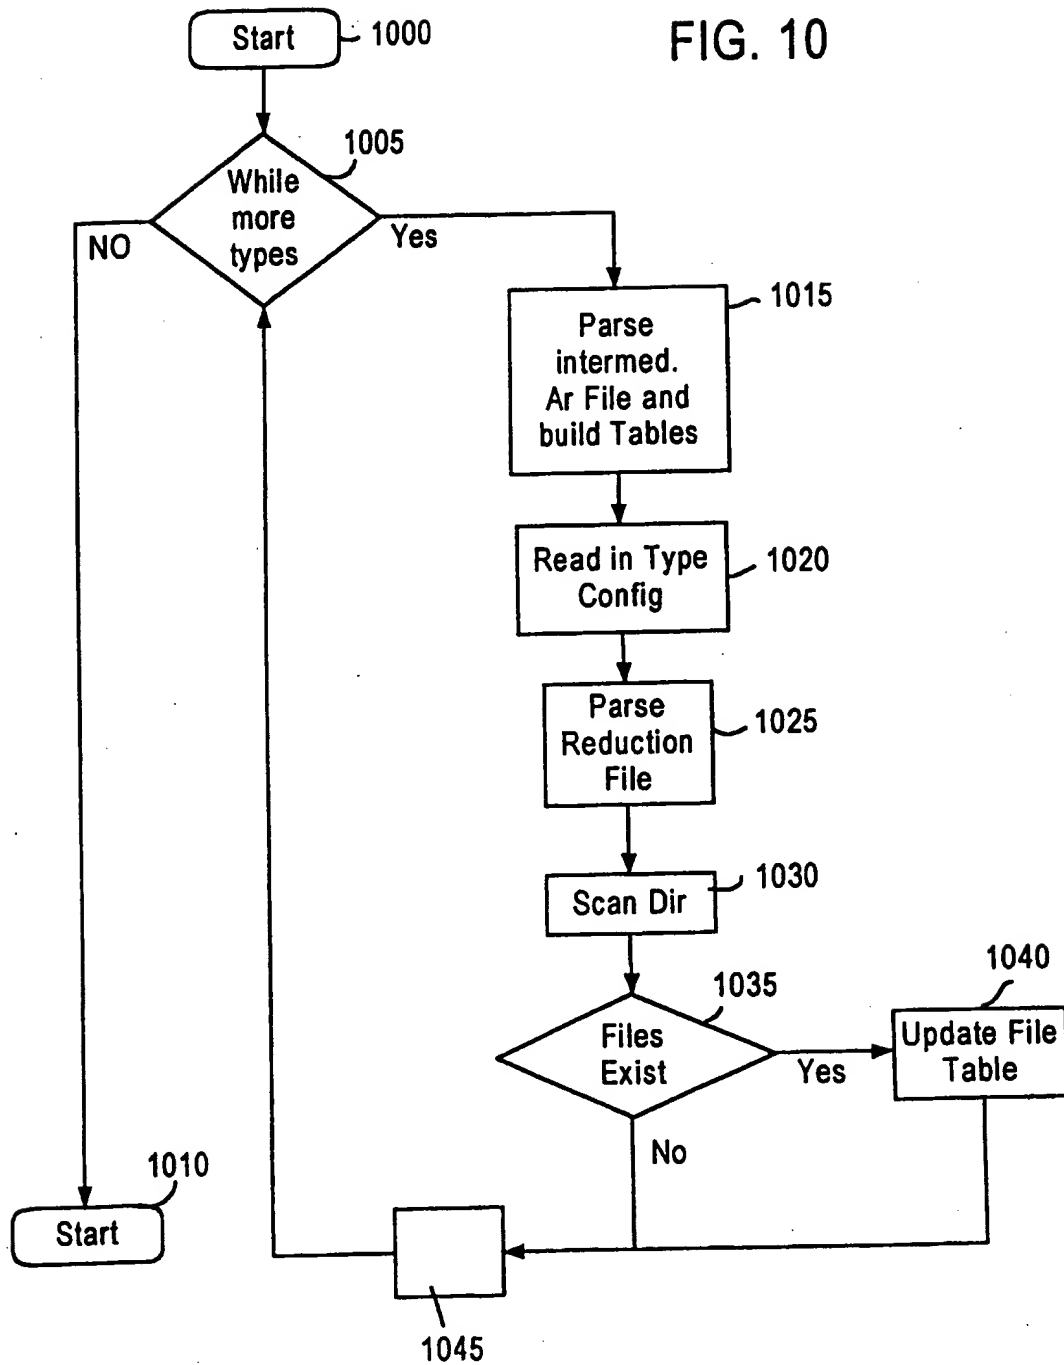 FIG. 10
Start
1000
1005
While
more
types
NO
Yes
1015
Parse
intermed.
Ar File and
build Tables
Read in Type
Config
1020
Parse
Reduction
File
1025
Scan Dir
1030
1035
Files
Exist
Yes
No
1040
Update File
Table
1010
Start
1045